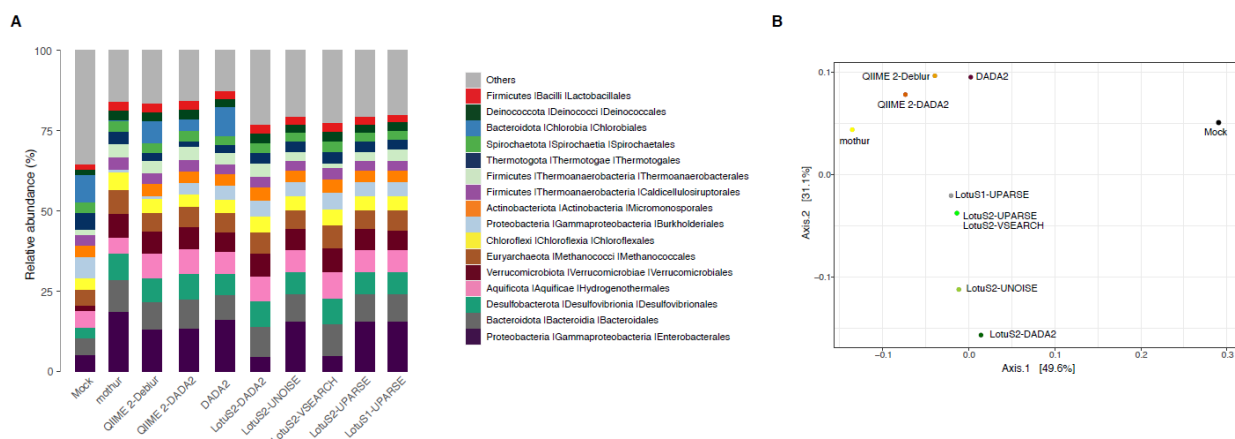 A
100
75
50
25
0
Relative abundance (%)
Mock
mothur
QIIME 2-Deblur
QIIME 2-DADA2
DADA2
LotuS2-DADA2
LotuS2-UNOISE
LotuS2-VSEARCH
LotuS2-UPARSE
LotuS1-UPARSE
Others
Firmicutes |Bacilli |Lactobacillales
Deinococcota |Deinococci |Deinococcales
Bacteroidota |Chlorobia |Chlorobiales
Spirochaetota |Spirochaetia |Spirochaetales
Thermotogota |Thermotogae |Thermotogales
Firmicutes |Thermoanaerobacteria |Thermoanaerobacterales
Firmicutes |Thermoanaerobacteria |Caldicellulosiruptorales
Actinobacteriota |Actinobacteria |Micromonosporales
Proteobacteria |Gammaproteobacteria |Burkholderiales
Chloroflexi |Chloroflexia |Chloroflexales
Euryarchaeota |Methanococci |Methanococcales
Verrucomicrobiota |Verrucomicrobiae |Verrucomicrobiales
Aquificota |Aquificae |Hydrogenothermales
Desulfobacterota |Desulfovibrionia |Desulfovibrionales
Bacteroidota |Bacteroidia |Bacteroidales
Proteobacteria |Gammaproteobacteria |Enterobacterales
B
0.1
0.0
−0.1
Axis.2 [31.1%]
QIIME 2-Deblur
DADA2
QIIME 2-DADA2
mothur
Mock
LotuS1-UPARSE
LotuS2-UPARSE
LotuS2-VSEARCH
LotuS2-UNOISE
LotuS2-DADA2
−0.1
0.0
0.1
0.2
0.3
Axis.1 [49.6%]